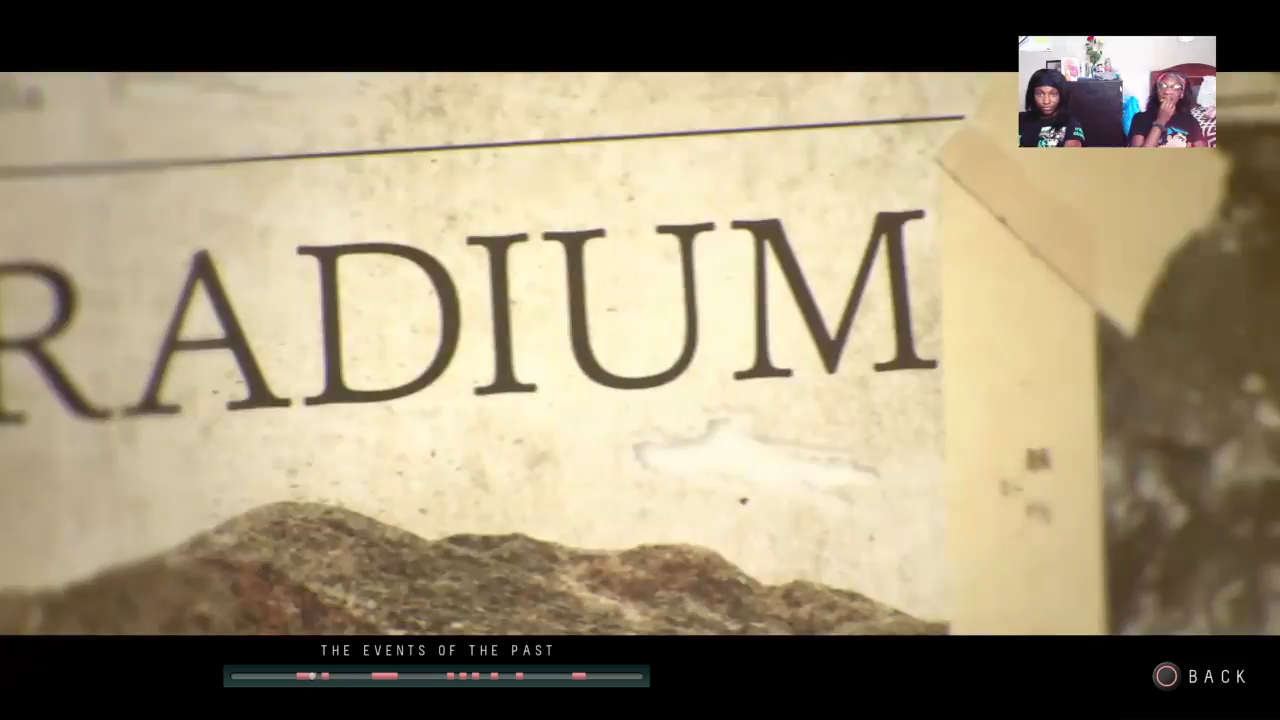 RADIUM
THE EVENTS OF THE PAST
BACK